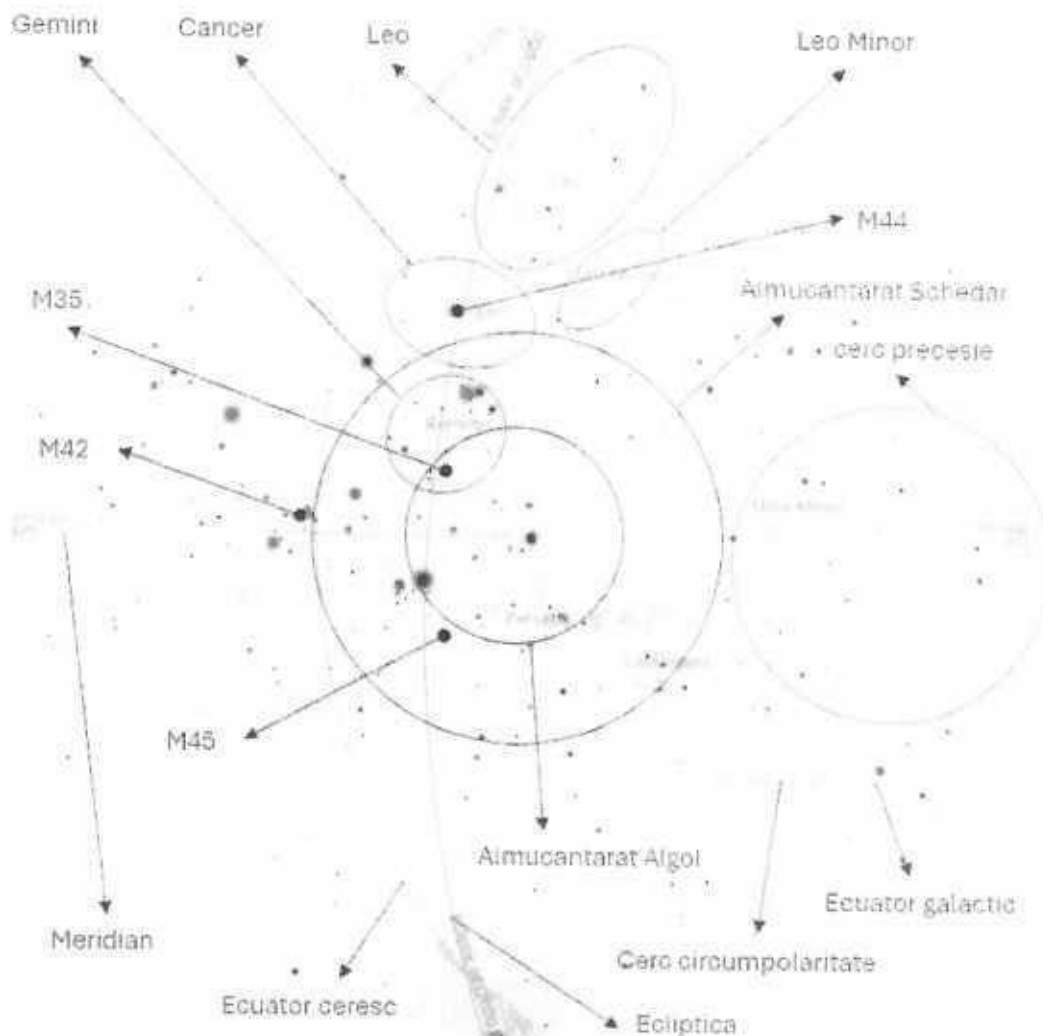 Gemini
Cancer
Leo
Leo Minor
M44
M35
Almucantarat Schedar
cerc precesie
M42
M45
Almucantarat Algol
Ecuator galactic
Meridian
Cerc circumpolaritate
Ecuator ceresc
Ecliptica